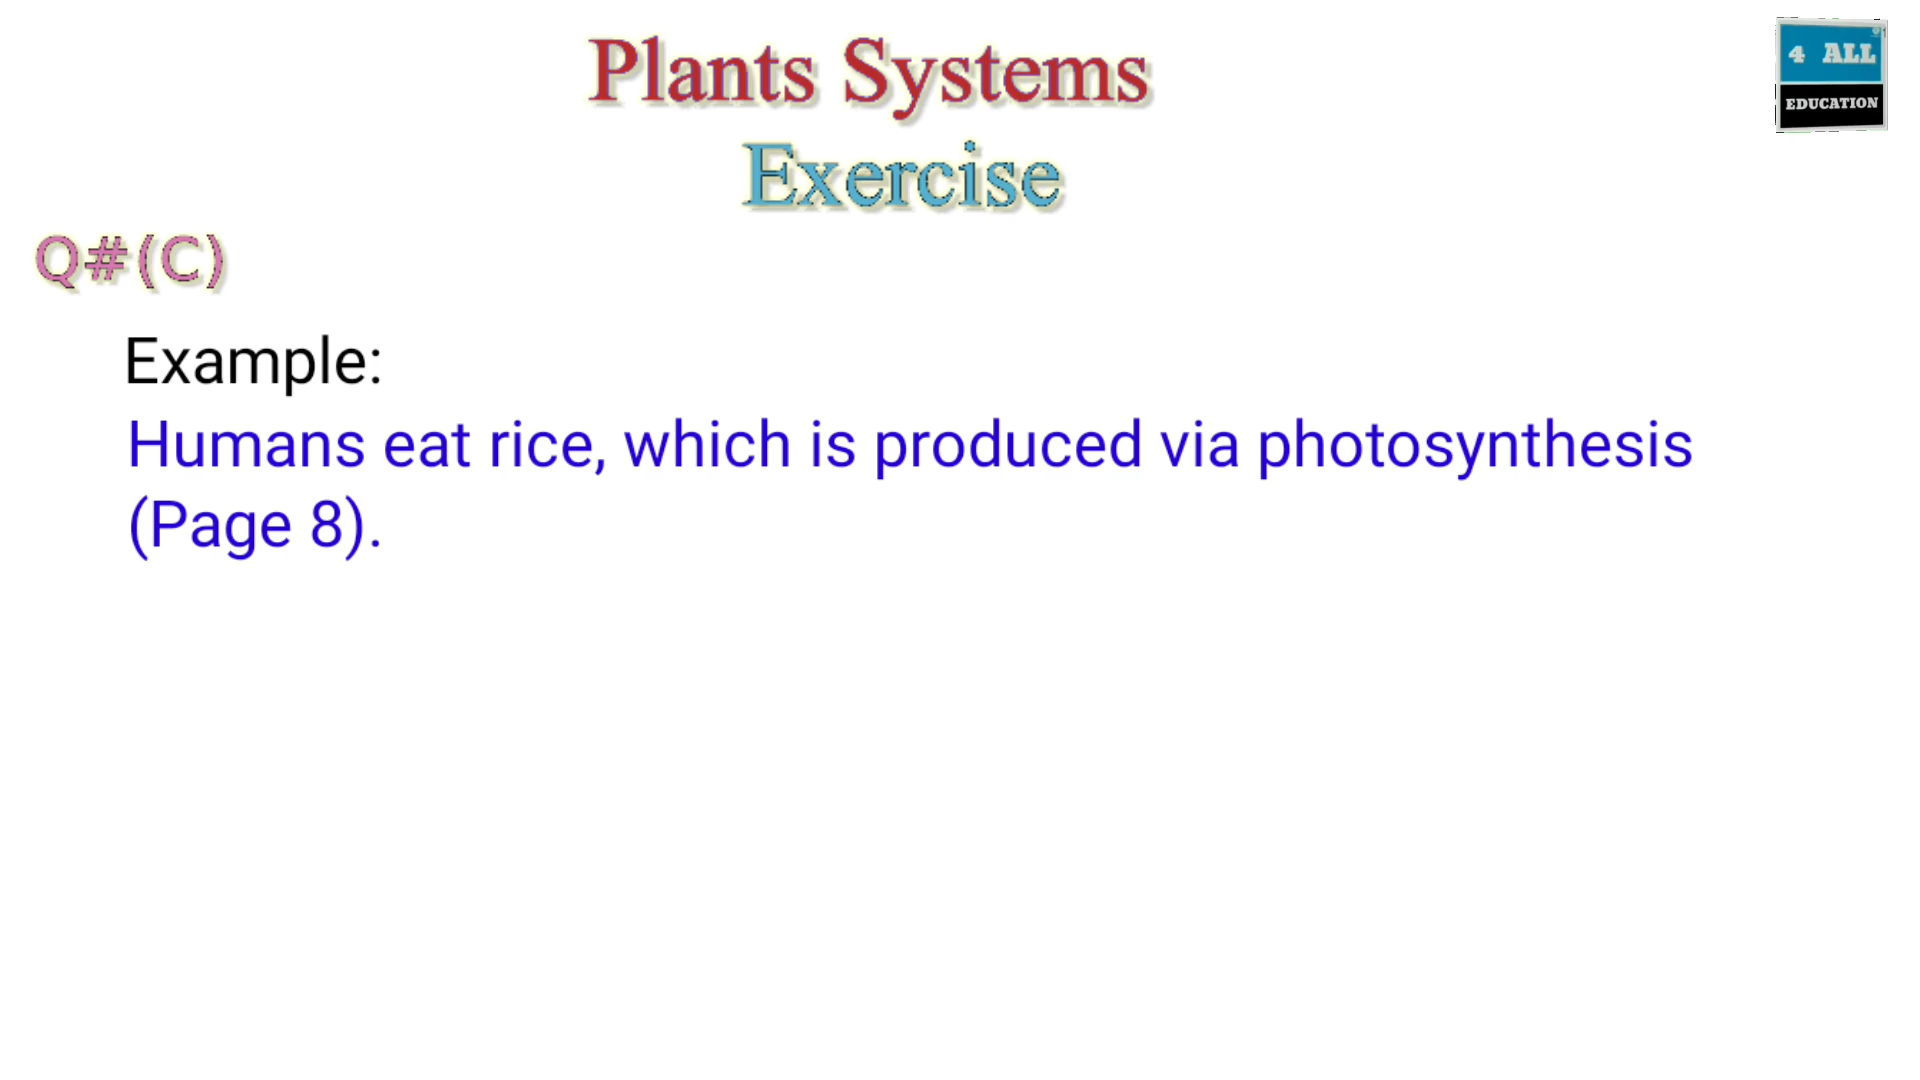 Plants Systems
4 ALL
EDUCATION
Exercise
Q#(C)
Example:
Humans eat rice, which is produced via photosynthesis
(Page 8).